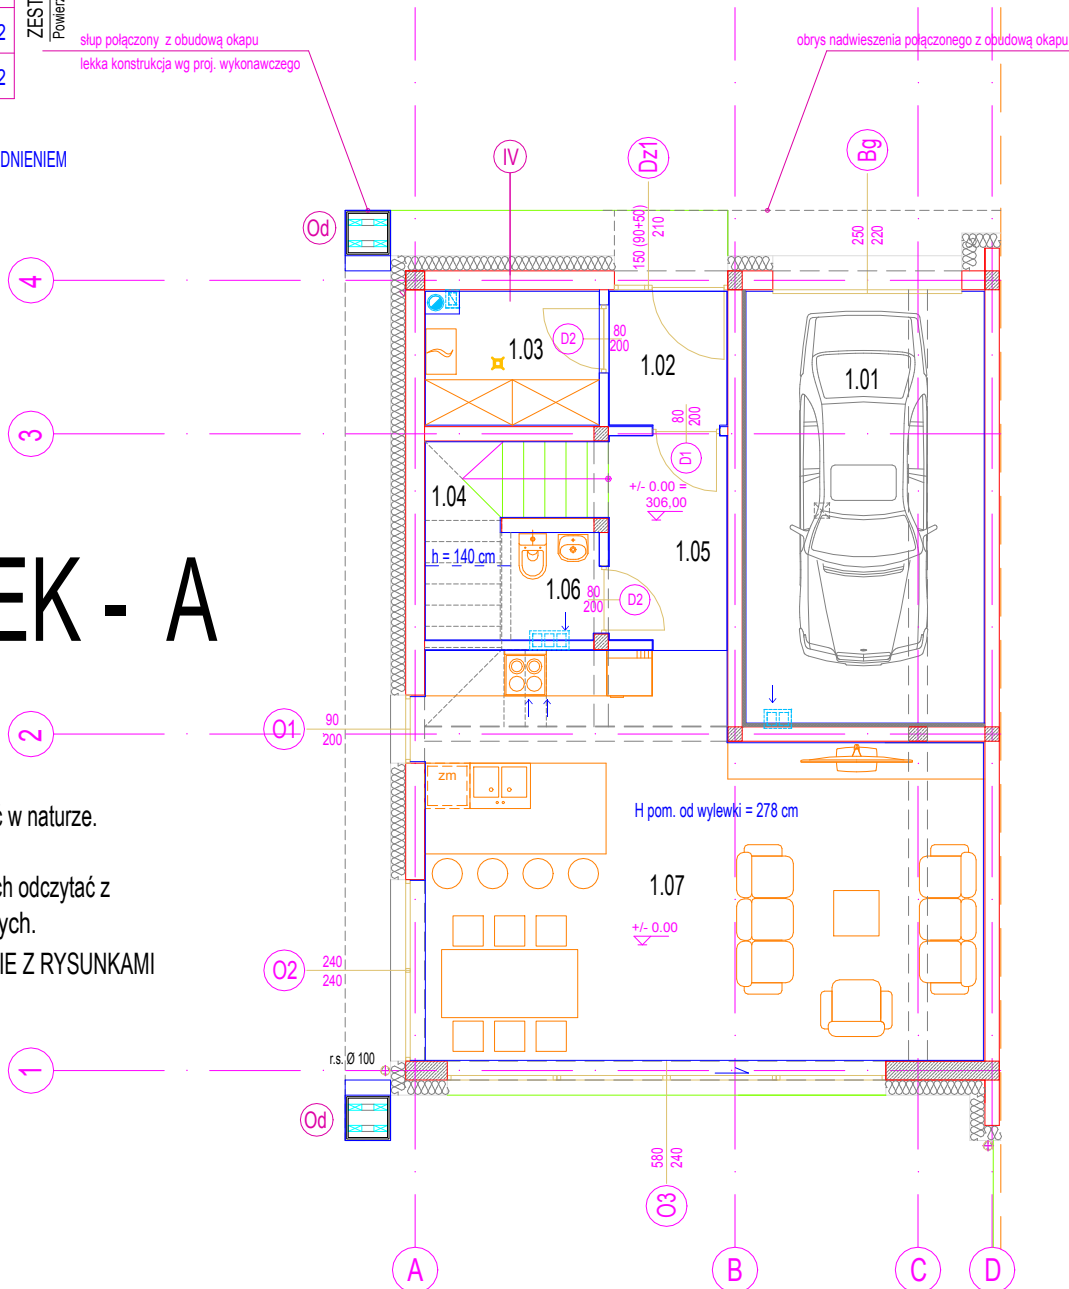 2
2
ZEST
Powierz
słup połączony z obudową okapu
lekka konstrukcja wg proj. wykonawczego
obrys nadwieszenia połączonego z obudową okapu
DNIENIEM
IV
Dz1
Bg
Od
150 (90+50)
210
250
220
4
1.03
D2
80
200
1.02
1.01
3
80
200
D1
+/- 0.00 =
306,00
1.04
h = 140 cm
1.05
1.06
80
200
D2
EK - A
2
O1
90
200
zm
H pom. od wylewki = 278 cm
ć w naturze.
1.07
+/- 0.00
ch odczytać z
ych.
IE Z RYSUNKAMI
O2
240
240
r.s. Ø 100
1
Od
580
240
O3
A
B
C
D